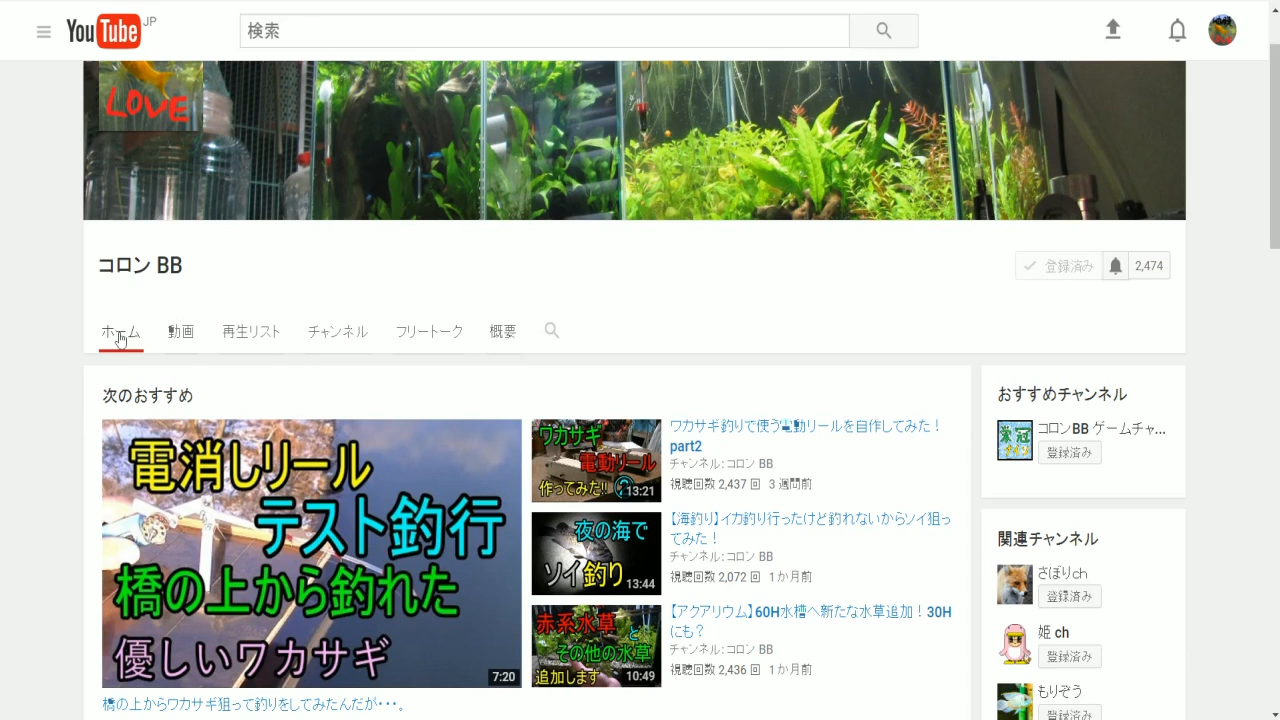 YouTube JP
検索
LOVE
コロン BB
登録済み 2,474
ホーム 動画 再生リスト チャンネル フリートーク 概要
次のおすすめ
電消しリール
テスト釣行
橋の上から釣れた
優しいワカサギ
7:20
ワカサギ
電動リール
作ってみた!! ②
13:21
ワカサギ釣りで使う電動リールを自作してみた！
part2
チャンネル: コロン BB
視聴回数 2,437 回 3 週間前
夜の海で
ソイ釣り
13:44
【海釣り】イカ釣り行ったけど釣れないからソイ狙っ
てみた！
チャンネル: コロン BB
視聴回数 2,072 回 1 か月前
赤系水草
と
その他の水草
追加します
10:49
【アクアリウム】60H水槽へ新たな水草追加！30H
にも？
チャンネル: コロン BB
視聴回数 2,436 回 1 か月前
橋の上からワカサギ狙って釣りをしてたんだが・・・。
おすすめチャンネル
コロンBB ゲームチャ...
登録済み
関連チャンネル
さぼりch
登録済み
姫 ch
登録済み
もりぞう
登録済み